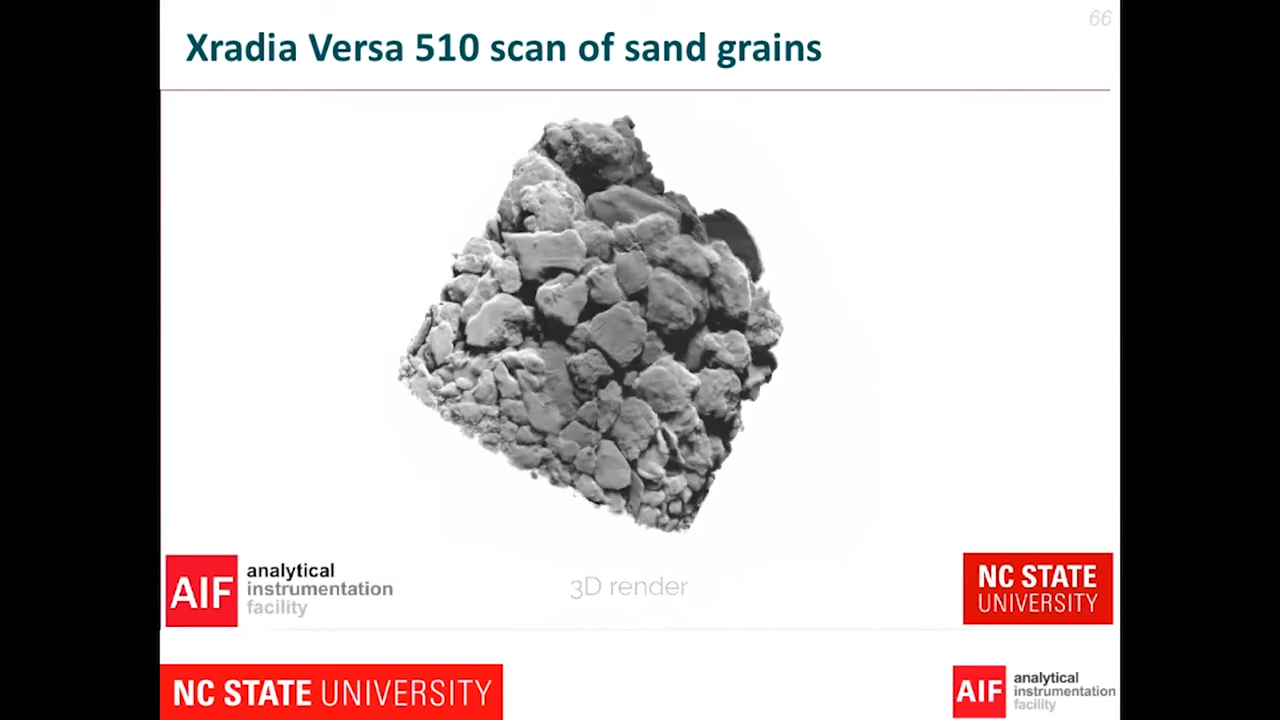 66
Xradia Versa 510 scan of sand grains
AIF analytical
instrumentation
facility
3D render
NC STATE
UNIVERSITY
NC STATE UNIVERSITY
AIF analytical
instrumentation
facility